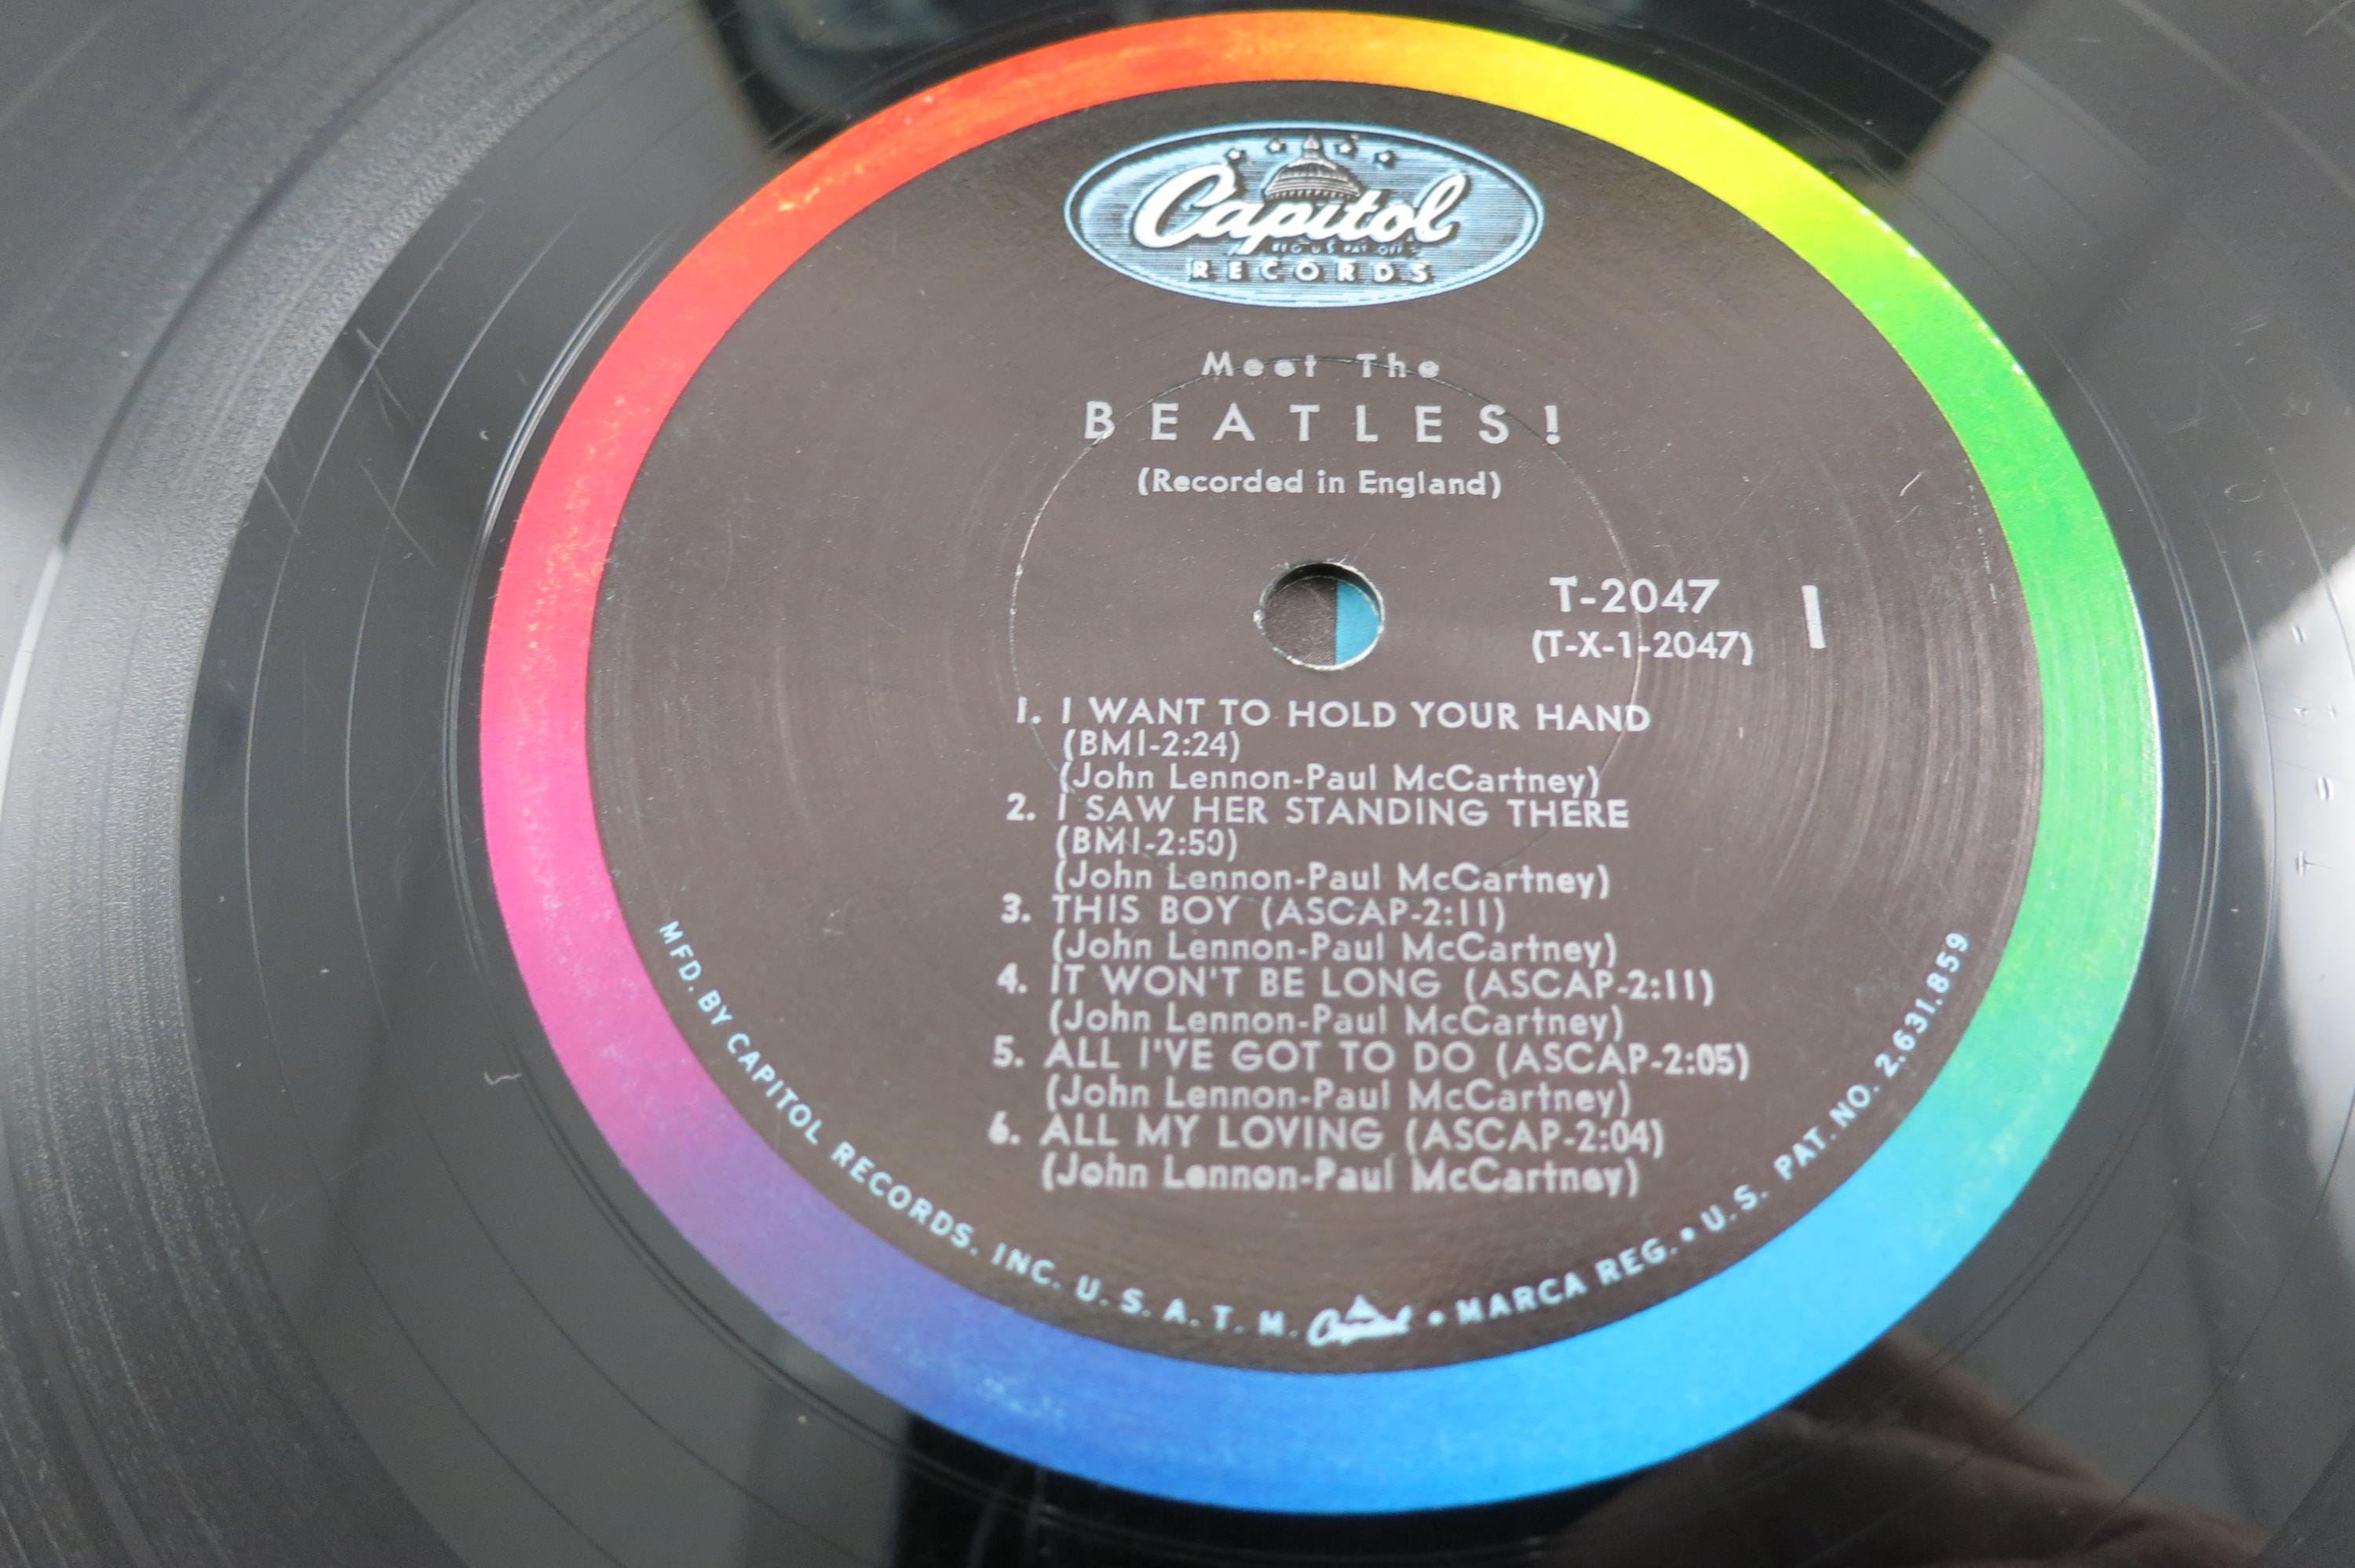 Capitol
RECORDS
Meet The
BEATLES!
(Recorded in England)
T-2047
(T-X-1-2047)
1
1. I WANT TO HOLD YOUR HAND
(BMI-2:24)
(John Lennon-Paul McCartney)
2. I SAW HER STANDING THERE
(BMI-2:50)
(John Lennon-Paul McCartney)
3. THIS BOY (ASCAP-2:11)
(John Lennon-Paul McCartney)
4. IT WON'T BE LONG (ASCAP-2:11)
(John Lennon-Paul McCartney)
5. ALL I'VE GOT TO DO (ASCAP-2:05)
(John Lennon-Paul McCartney)
6. ALL MY LOVING (ASCAP-2:04)
(John Lennon-Paul McCartney)
MFD. BY CAPITOL RECORDS, INC. U.S.A. T.M. Capitol • MARCA REG. • U.S. PAT. NO. 2,631,859